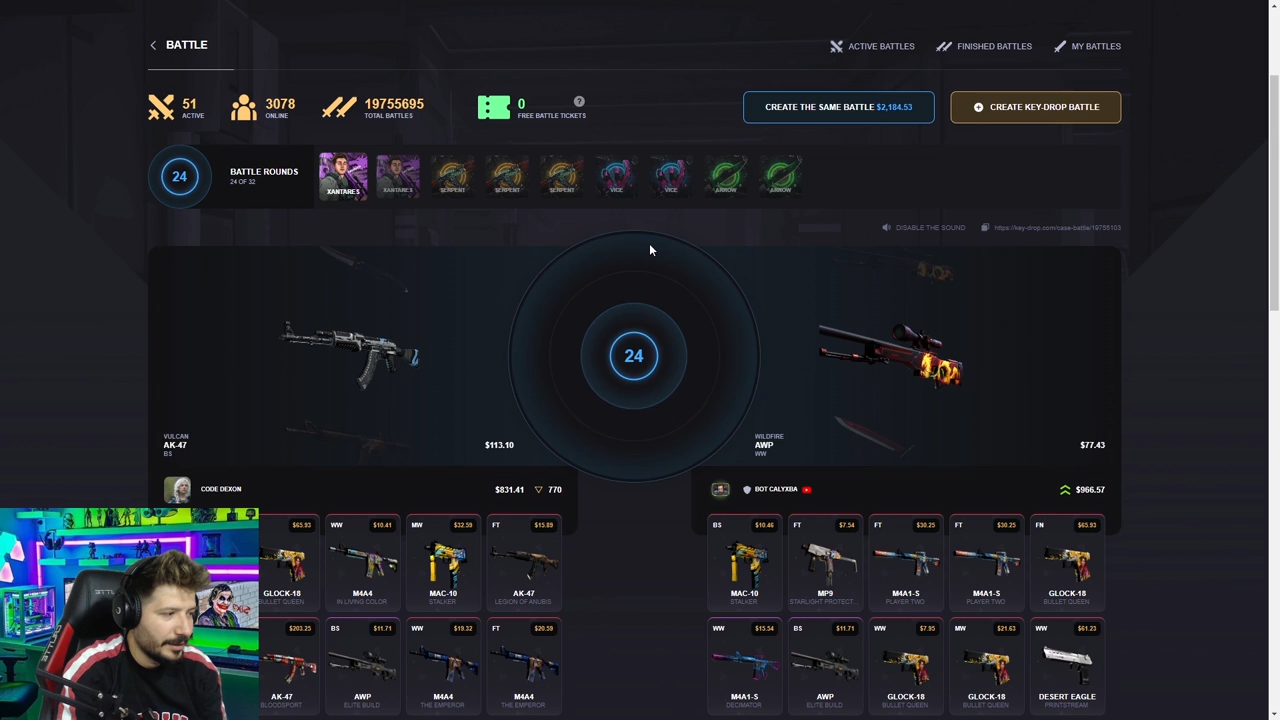 BATTLE
ACTIVE BATTLES
FINISHED BATTLES
MY BATTLES
51
ACTIVE
3078
ONLINE
19755695
TOTAL BATTLES
0
?
FREE BATTLE TICKETS
CREATE THE SAME BATTLE $2,184.53
CREATE KEY-DROP BATTLE
24
BATTLE ROUNDS
24 OF 32
XANTARES
XANTARES
SERPENT
SERPENT
SERPENT
VICE
VICE
ARROW
ARROW
DISABLE THE SOUND
https://key-drop.com/case-battle/19755103
24
VULCAN
AK-47
BS
$113.10
WILDFIRE
AWP
WW
$77.43
CODE DEXON
$831.41
770
BOT CALYXBA
$966.57
$65.93
GLOCK-18
BULLET QUEEN
WW
$10.41
M4A4
IN LIVING COLOR
MW
$32.59
MAC-10
STALKER
FT
$15.89
AK-47
LEGION OF ANUBIS
BS
$10.46
MAC-10
STALKER
FT
$7.54
MP9
STARLIGHT PROTECT...
FT
$30.25
M4A1-S
PLAYER TWO
FT
$30.25
M4A1-S
PLAYER TWO
FN
$65.93
GLOCK-18
BULLET QUEEN
$203.25
AK-47
BLOODSPORT
BS
$11.71
AWP
ELITE BUILD
WW
$19.32
M4A4
THE EMPEROR
FT
$20.59
M4A4
THE EMPEROR
WW
$15.54
M4A1-S
DECIMATOR
BS
$11.71
AWP
ELITE BUILD
WW
$7.95
GLOCK-18
BULLET QUEEN
MW
$21.63
GLOCK-18
BULLET QUEEN
WW
$61.23
DESERT EAGLE
PRINTSTREAM